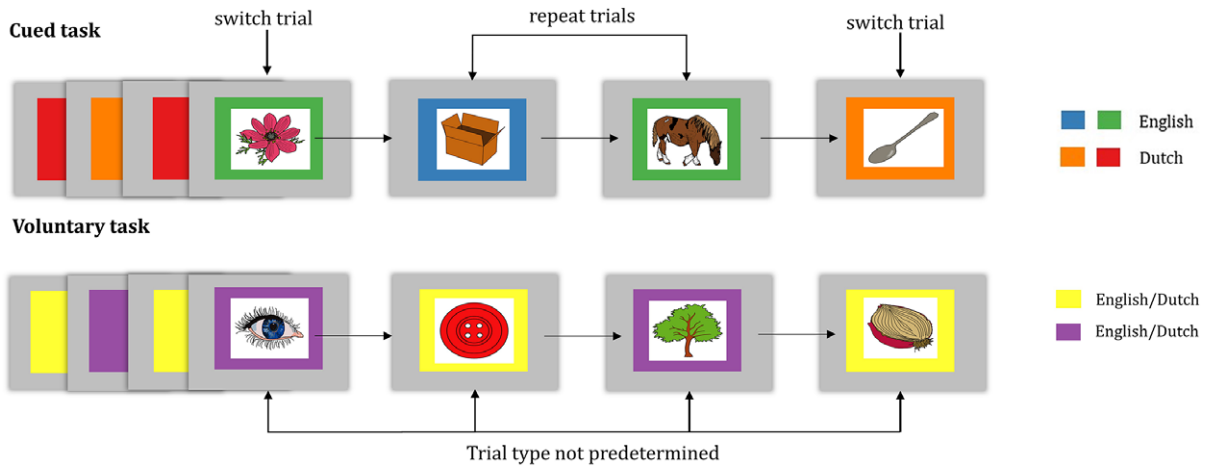 switch trial
repeat trials
switch trial
Cued task
English
Dutch
Voluntary task
English/Dutch
English/Dutch
Trial type not predetermined